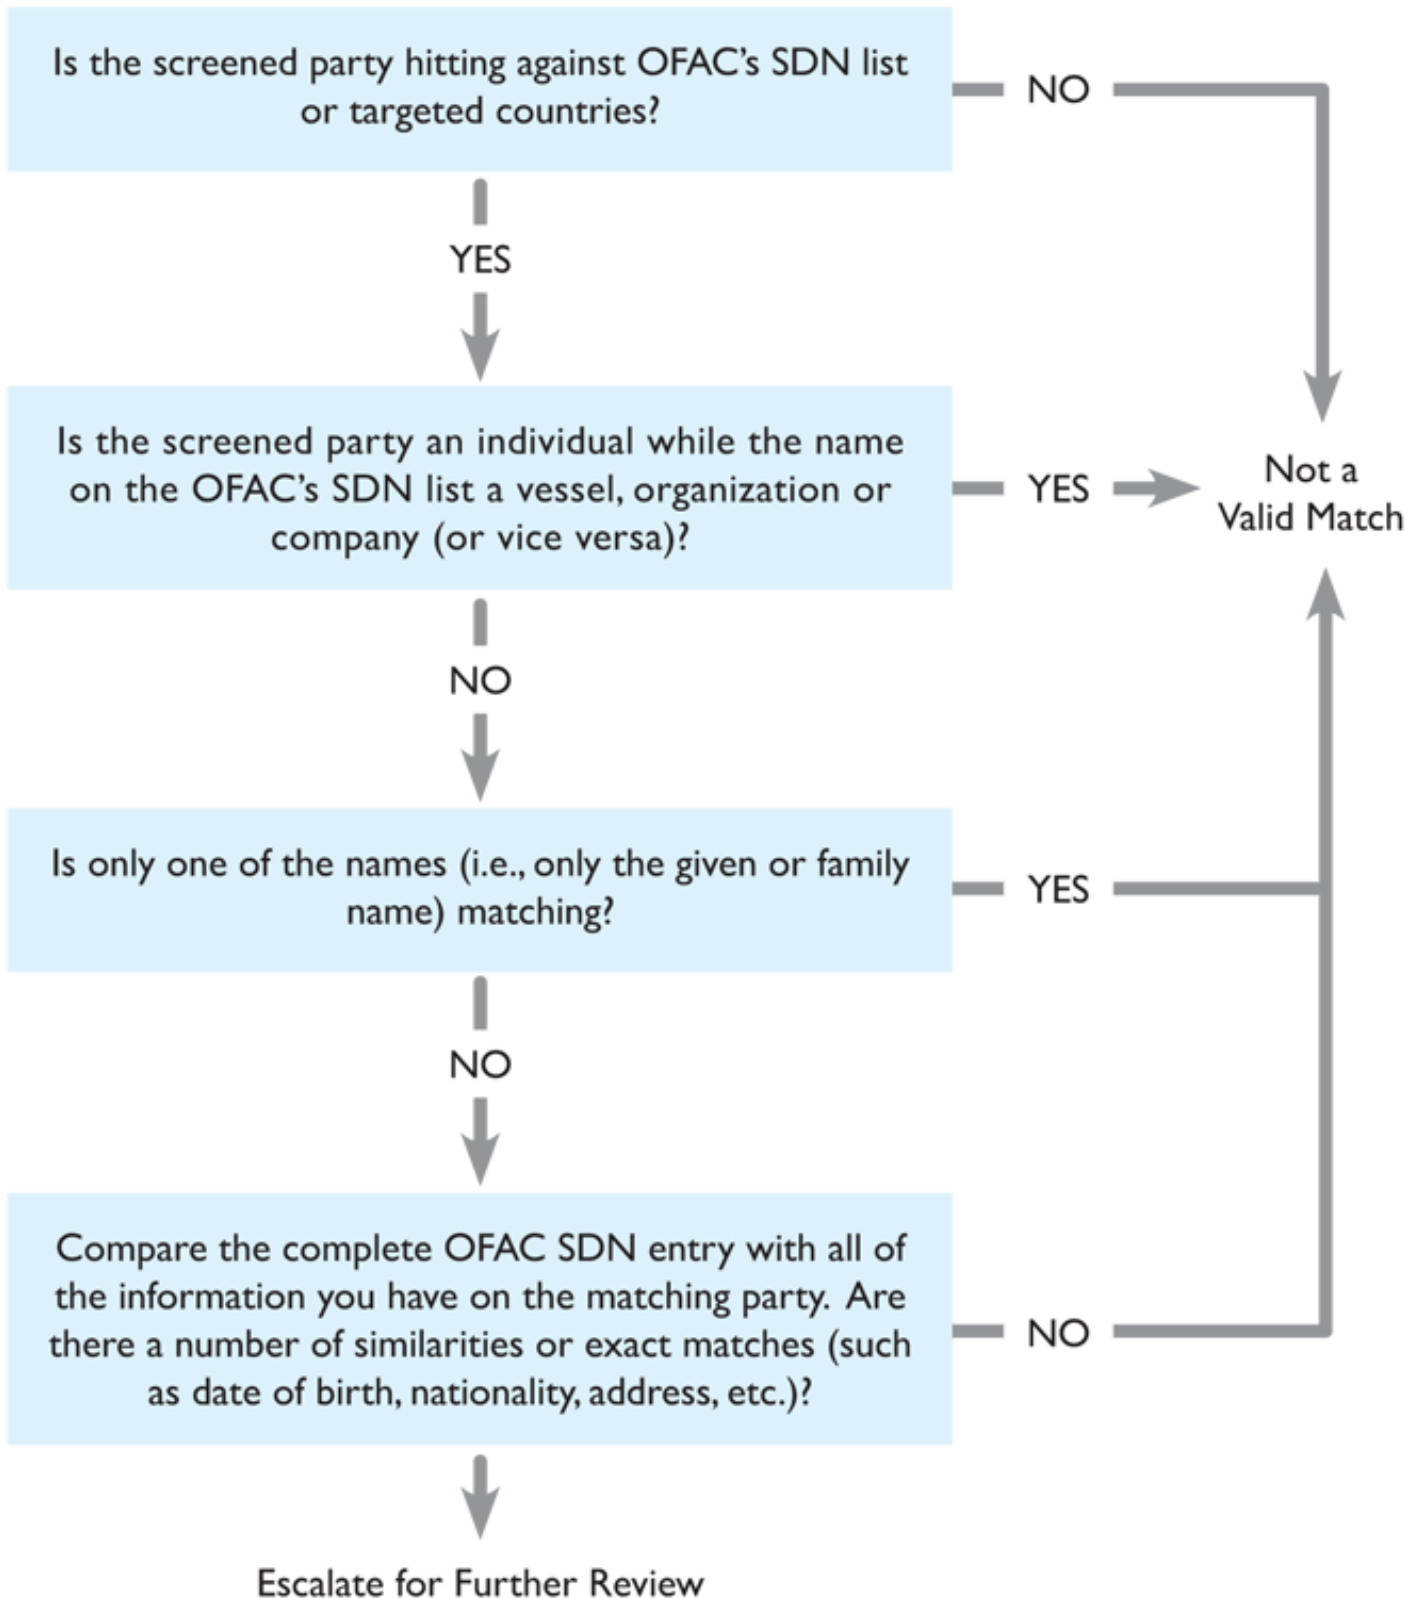 Is the screened party hitting against OFAC's SDN list
or targeted countries?
NO
YES
Is the screened party an individual while the name
on the OFAC's SDN list a vessel, organization or
company (or vice versa)?
YES
Not a
Valid Match
NO
Is only one of the names (i.e., only the given or family
name) matching?
YES
NO
Compare the complete OFAC SDN entry with all of
the information you have on the matching party. Are
there a number of similarities or exact matches (such
as date of birth, nationality, address, etc.)?
NO
Escalate for Further Review